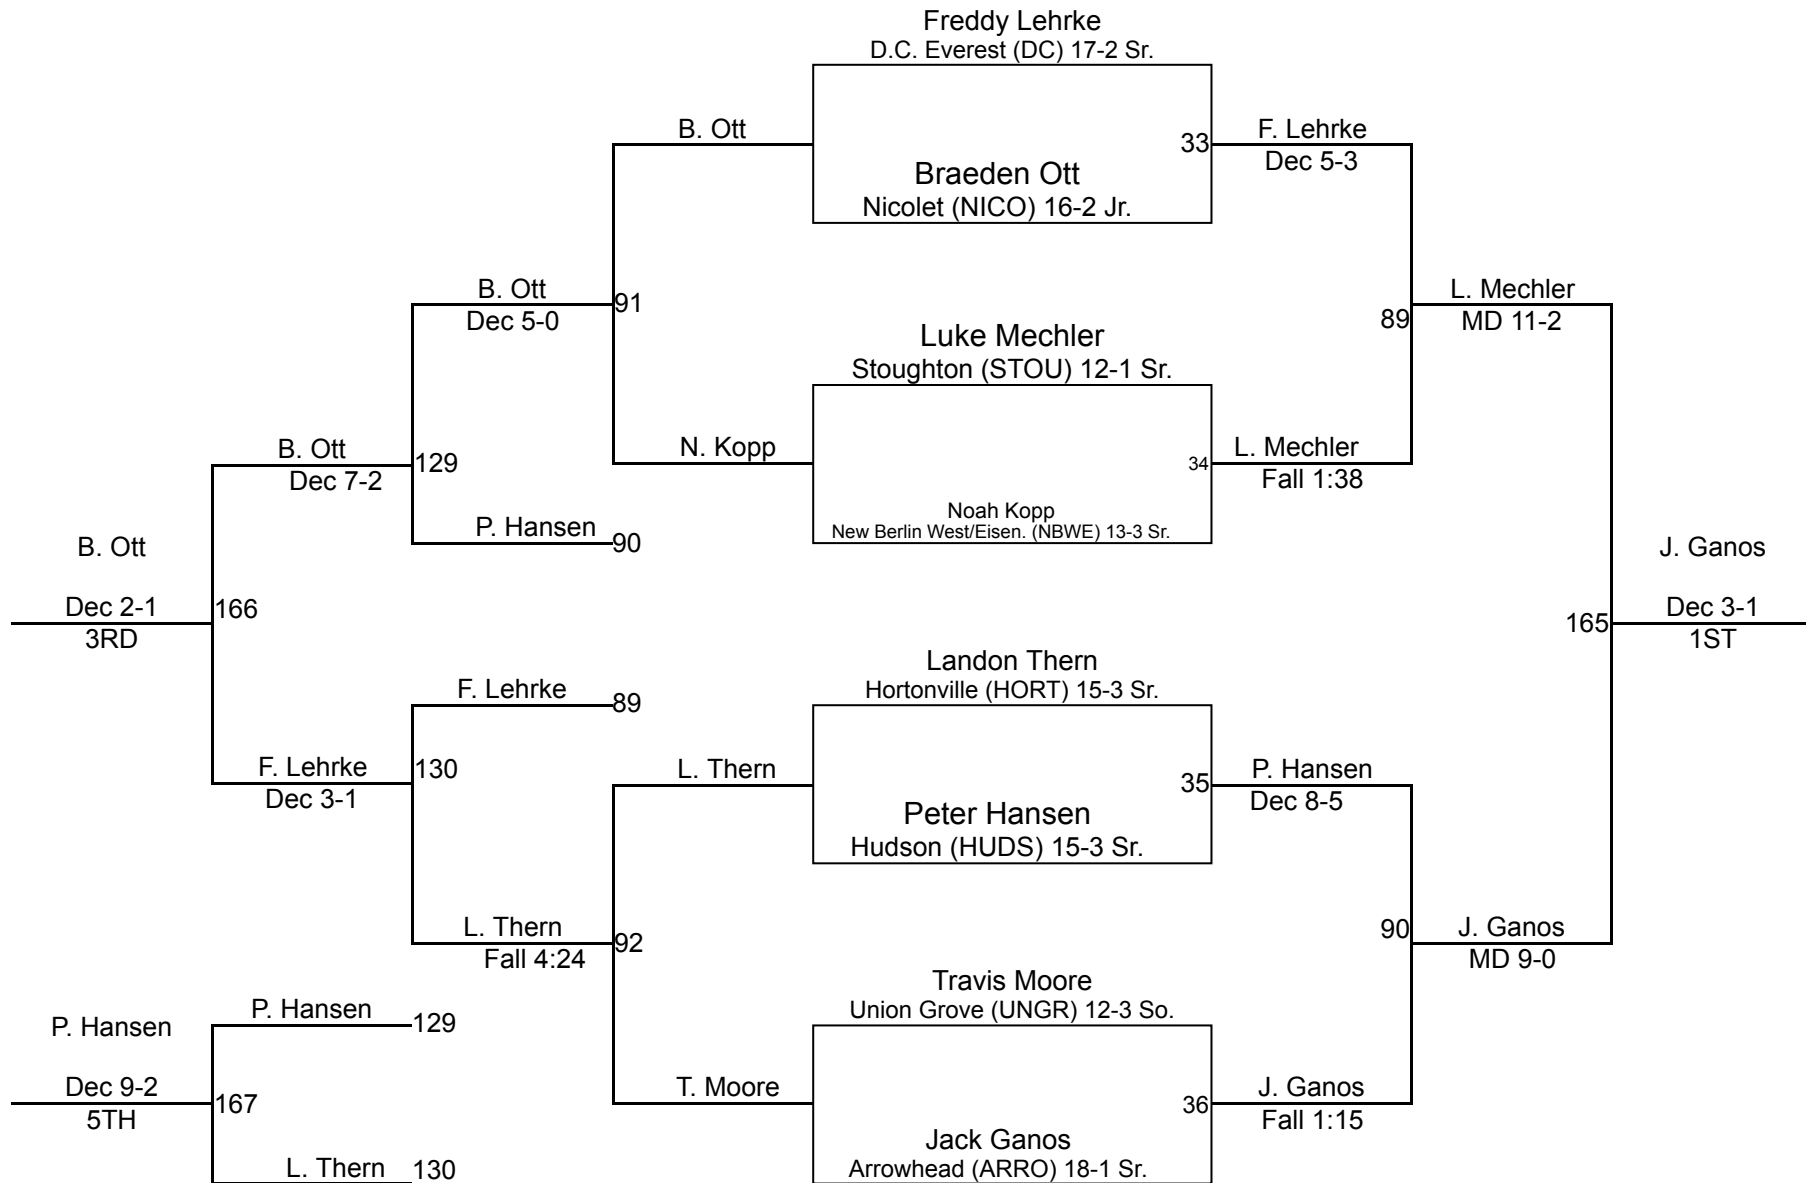 Freddy Lehrke
D.C. Everest (DC) 17-2 Sr.
B. Ott
33
F. Lehrke
Dec 5-3
Braeden Ott
Nicolet (NICO) 16-2 Jr.
B. Ott
Dec 5-0
91
Luke Mechler
Stoughton (STOU) 12-1 Sr.
89
L. Mechler
MD 11-2
B. Ott
Dec 7-2
129
N. Kopp
34
L. Mechler
Fall 1:38
Noah Kopp
New Berlin West/Eisen. (NBWE) 13-3 Sr.
P. Hansen
90
B. Ott
Dec 2-1
3RD
166
J. Ganos
165
Dec 3-1
1ST
Landon Thern
Hortonville (HORT) 15-3 Sr.
F. Lehrke
89
F. Lehrke
Dec 3-1
130
L. Thern
35
P. Hansen
Dec 8-5
Peter Hansen
Hudson (HUDS) 15-3 Sr.
L. Thern
Fall 4:24
92
90
J. Ganos
MD 9-0
Travis Moore
Union Grove (UNGR) 12-3 So.
P. Hansen
129
P. Hansen
Dec 9-2
5TH
167
T. Moore
36
J. Ganos
Fall 1:15
Jack Ganos
Arrowhead (ARRO) 18-1 Sr.
L. Thern
130